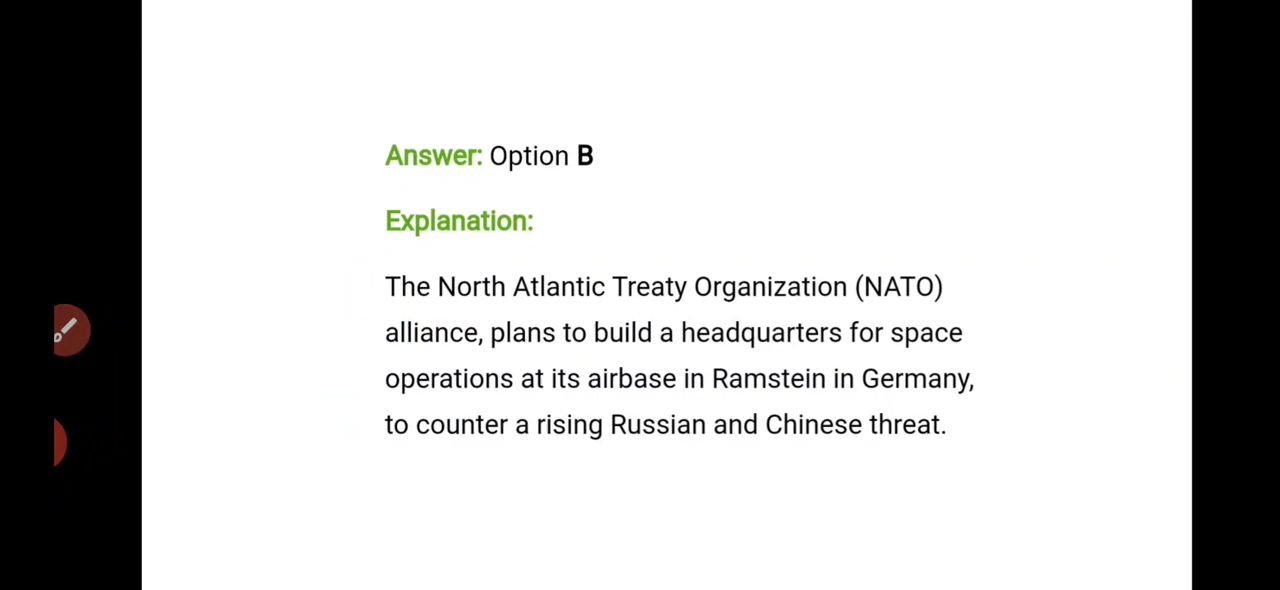 Answer: Option B
Explanation:
The North Atlantic Treaty Organization (NATO)
alliance, plans to build a headquarters for space
operations at its airbase in Ramstein in Germany,
to counter a rising Russian and Chinese threat.